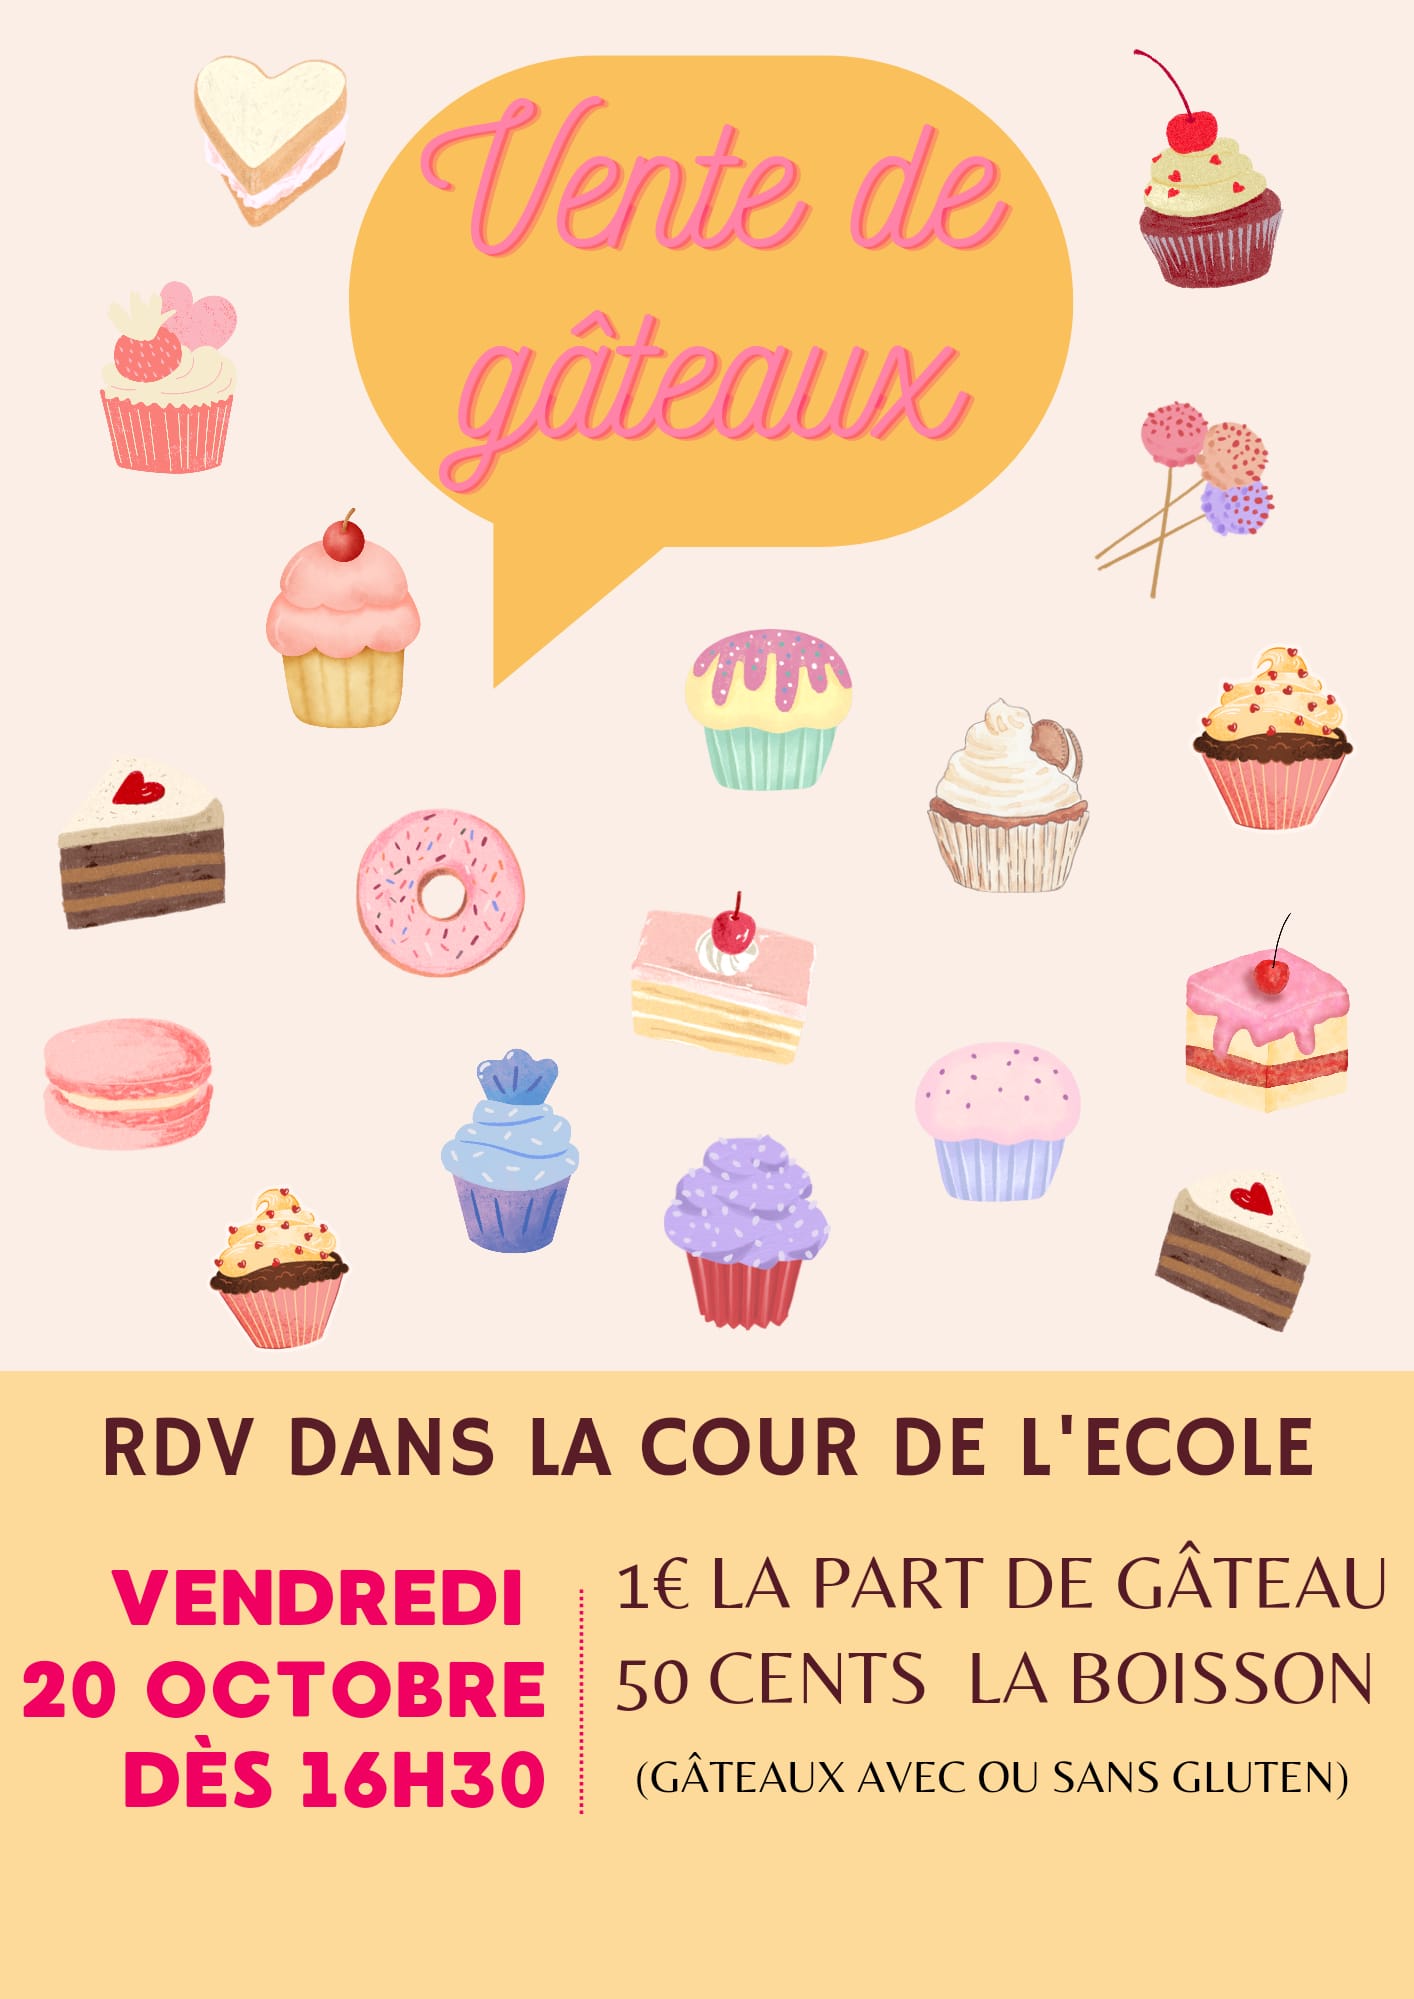 Vente de
gâteaux
RDV DANS LA COUR DE L'ECOLE
VENDREDI
20 OCTOBRE
DÈS 16H30
1€ LA PART DE GÂTEAU
50 CENTS LA BOISSON
(GÂTEAUX AVEC OU SANS GLUTEN)